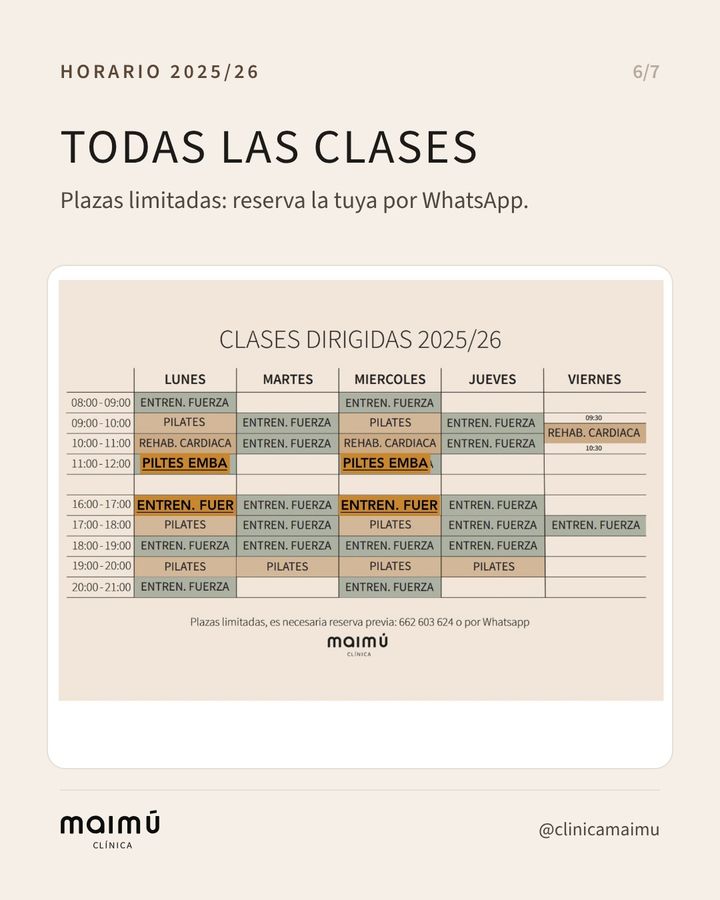 HORARIO 2025/26 6/7
TODAS LAS CLASES
Plazas limitadas: reserva la tuya por WhatsApp.
CLASES DIRIGIDAS 2025/26
LUNES MARTES MIERCOLES JUEVES VIERNES
08:00-09:00 ENTREN. FUERZA ENTREN. FUERZA
09:00-10:00 PILATES ENTREN. FUERZA PILATES ENTREN. FUERZA 09:30
10:00-11:00 REHAB. CARDIACA ENTREN. FUERZA REHAB. CARDIACA ENTREN. FUERZA REHAB. CARDIACA
10:30
11:00-12:00 PILTES EMBA PILTES EMBA
16:00-17:00 ENTREN. FUER ENTREN. FUERZA ENTREN. FUER ENTREN. FUERZA
17:00-18:00 PILATES ENTREN. FUERZA PILATES ENTREN. FUERZA ENTREN. FUERZA
18:00-19:00 ENTREN. FUERZA ENTREN. FUERZA ENTREN. FUERZA ENTREN. FUERZA
19:00-20:00 PILATES PILATES PILATES PILATES
20:00-21:00 ENTREN. FUERZA ENTREN. FUERZA
Plazas limitadas, es necesaria reserva previa: 662 603 624 o por Whatsapp
maimú
CLÍNICA
maimú
CLÍNICA
@clinicamaimu